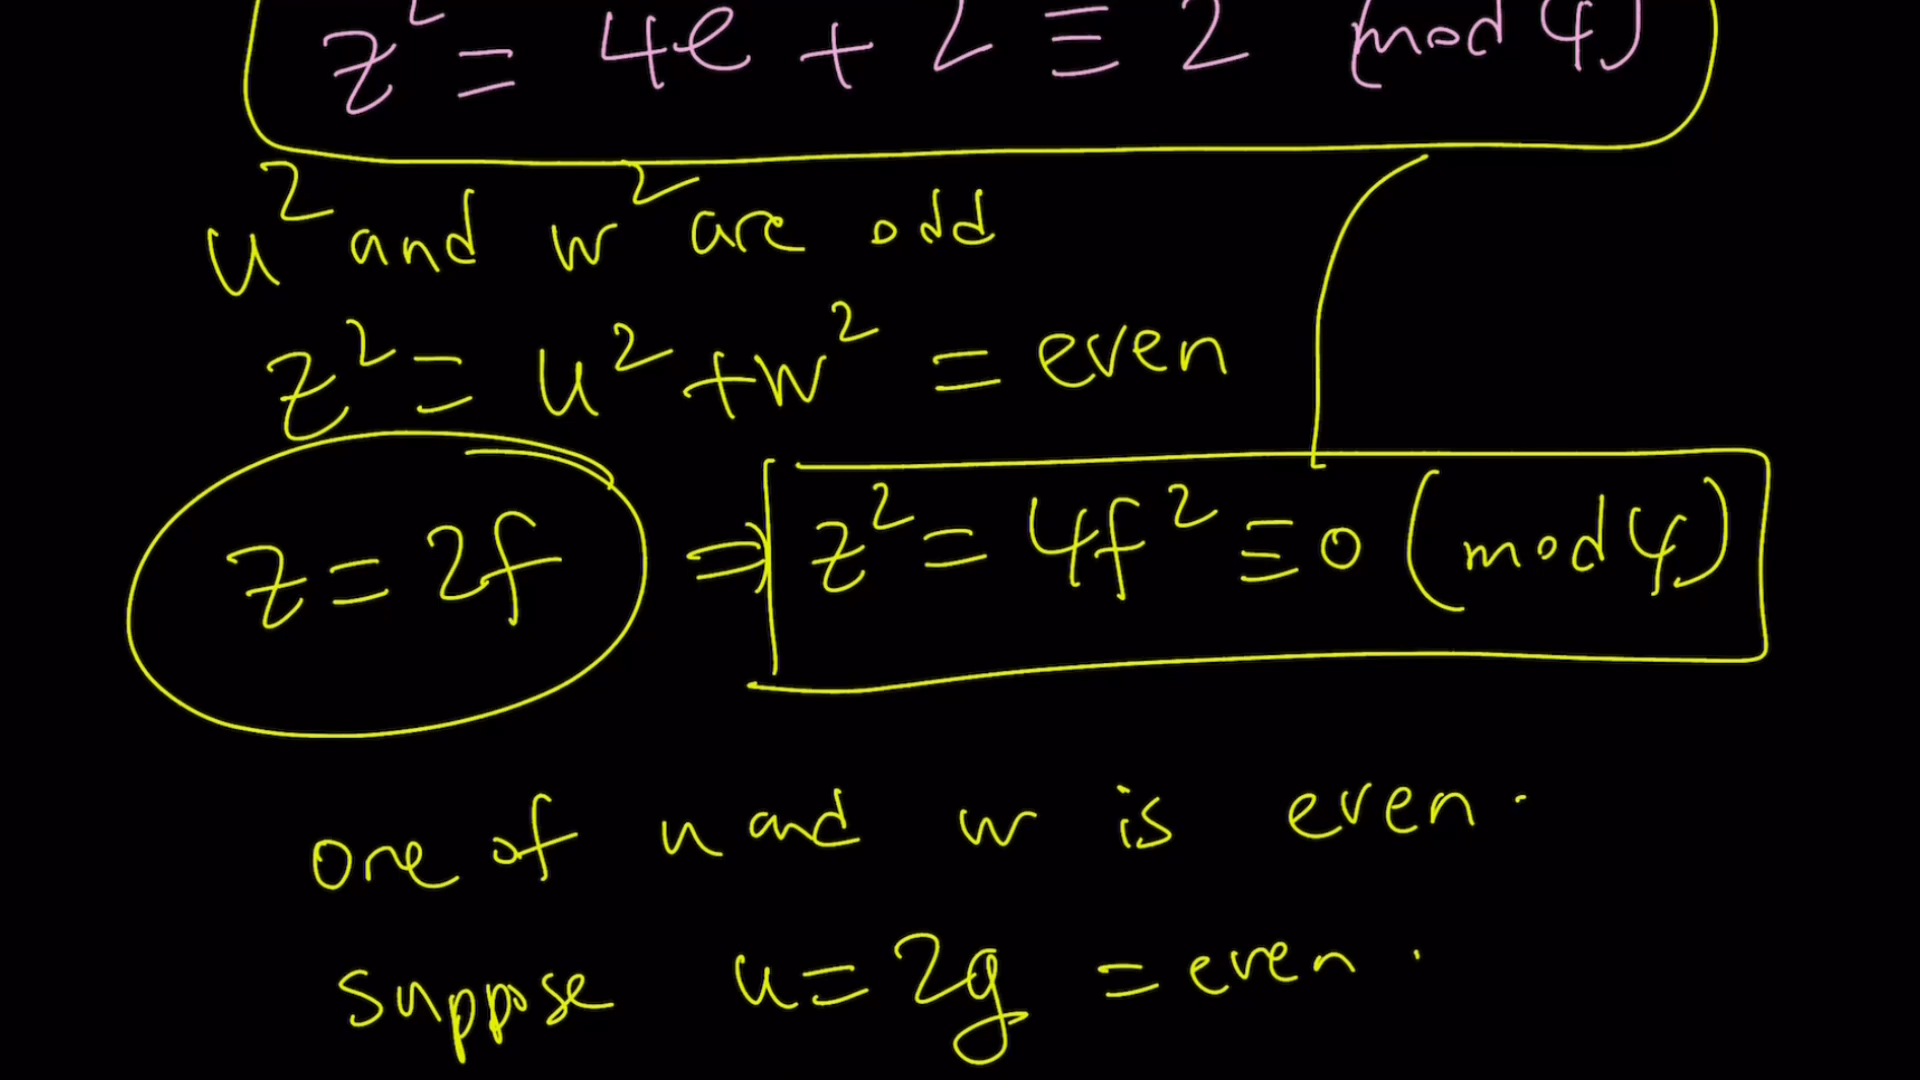 z² = 4e + 2 ≡ 2 (mod 4)
u² and w² are odd
z² = u² + w² = even
z = 2f ⇒ z² = 4f² ≡ 0 (mod 4)
one of u and w is even.
suppose u = 2g = even.